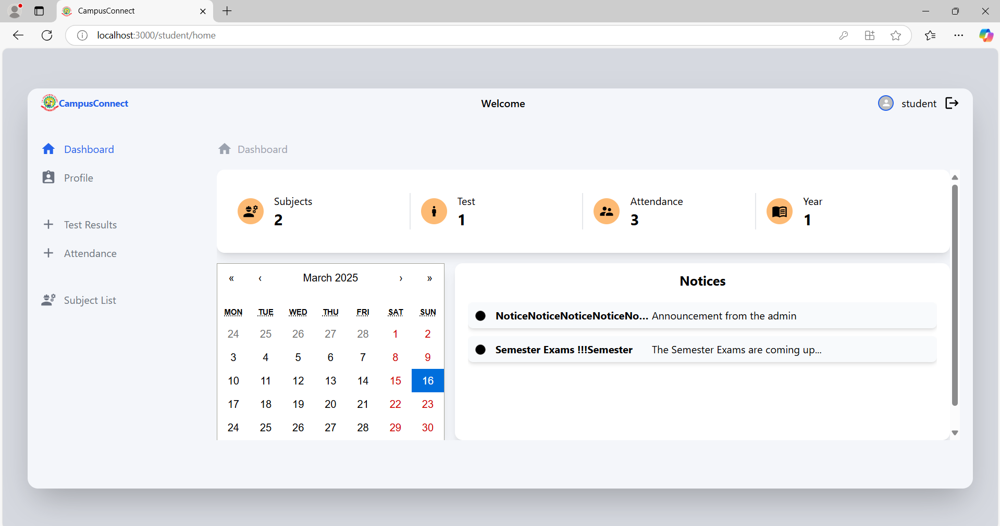 CampusConnect
localhost:3000/student/home
CampusConnect
Welcome
student
Dashboard
Profile
Test Results
Attendance
Subject List
Dashboard
Subjects
2
Test
1
Attendance
3
Year
1
« ‹ March 2025 › »
MON TUE WED THU FRI SAT SUN
24 25 26 27 28 1 2
3 4 5 6 7 8 9
10 11 12 13 14 15 16
17 18 19 20 21 22 23
24 25 26 27 28 29 30
Notices
NoticeNoticeNoticeNoticeNo... Announcement from the admin
Semester Exams !!!Semester The Semester Exams are coming up...